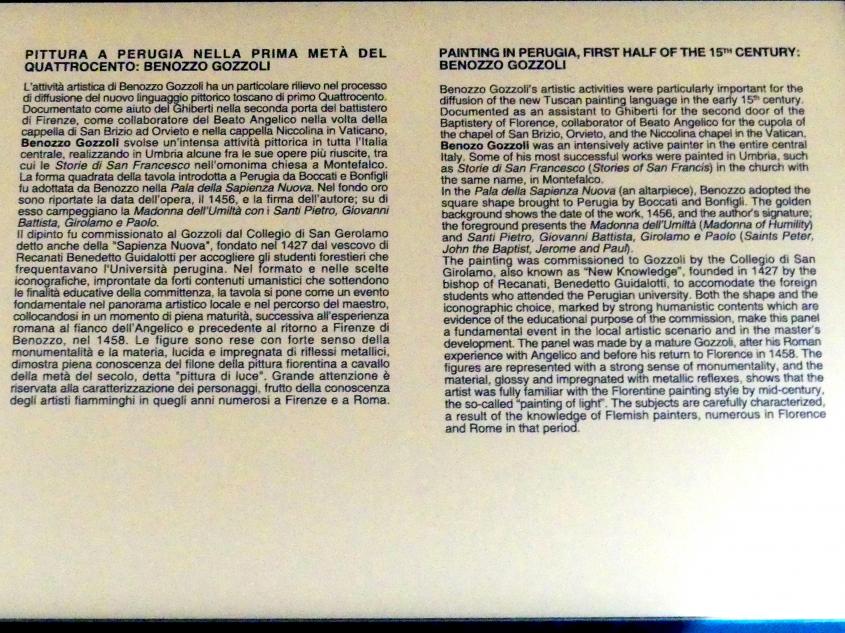 PITTURA A PERUGIA NELLA PRIMA METÀ DEL
QUATTROCENTO: BENOZZO GOZZOLI
L'attività artistica di Benozzo Gozzoli ha un particolare rilievo nel processo
di diffusione del nuovo linguaggio pittorico toscano di primo Quattrocento.
Documentato come aiuto del Ghiberti nella seconda porta del battistero
di Firenze, come collaboratore del Beato Angelico nella volta della
cappella di San Brizio ad Orvieto e nella cappella Niccolina in Vaticano,
Benozzo Gozzoli svolse un'intensa attività pittorica in tutta l'Italia
centrale, realizzando in Umbria alcune fra le sue opere più riuscite, tra
cui le Storie di San Francesco nell'omonima chiesa a Montefalco.
La forma quadrata della tavola introdotta a Perugia da Boccati e Bonfigli
fu adottata da Benozzo nella Pala della Sapienza Nuova. Nel fondo oro
sono riportate la data dell'opera, il 1456, e la firma dell'autore; su di
esso campeggiano la Madonna dell'Umiltà con i Santi Pietro, Giovanni
Battista, Girolamo e Paolo.
Il dipinto fu commissionato al Gozzoli dal Collegio di San Gerolamo
detto anche della "Sapienza Nuova", fondato nel 1427 dal vescovo di
Recanati Benedetto Guidalotti per accogliere gli studenti forestieri che
frequentavano l'Università perugina. Nel formato e nelle scelte
iconografiche, improntate da forti contenuti umanistici che sottendono
le finalità educative della committenza, la tavola si pone come un evento
fondamentale nel panorama artistico locale e nel percorso del maestro,
collocandosi in un momento di piena maturità, successiva all'esperienza
romana al fianco dell'Angelico e precedente al ritorno a Firenze di
Benozzo, nel 1458. Le figure sono rese con forte senso della
monumentalità e la materia, lucida e impregnata di riflessi metallici,
dimostra piena conoscenza del filone della pittura fiorentina a cavallo
della metà del secolo, detta "pittura di luce". Grande attenzione è
riservata alla caratterizzazione dei personaggi, frutto della conoscenza
degli artisti fiamminghi in quegli anni numerosi a Firenze e a Roma.
PAINTING IN PERUGIA, FIRST HALF OF THE 15TH CENTURY:
BENOZZO GOZZOLI
Benozzo Gozzoli's artistic activities were particularly important for the
diffusion of the new Tuscan painting language in the early 15th century.
Documented as an assistant to Ghiberti for the second door of the
Baptistery of Florence, collaborator of Beato Angelico for the cupola of
the chapel of San Brizio, Orvieto, and the Niccolina chapel in the Vatican,
Benozo Gozzoli was an intensively active painter in the entire central
Italy. Some of his most successful works were painted in Umbria, such
as Storie di San Francesco (Stories of San Francis) in the church with
the same name, in Montefalco.
In the Pala della Sapienza Nuova (an altarpiece), Benozzo adopted the
square shape brought to Perugia by Boccati and Bonfigli. The golden
background shows the date of the work, 1456, and the author's signature;
the foreground presents the Madonna dell'Umiltà (Madonna of Humility)
and Santi Pietro, Giovanni Battista, Girolamo e Paolo (Saints Peter,
John the Baptist, Jerome and Paul).
The painting was commissioned to Gozzoli by the Collegio di San
Girolamo, also known as "New Knowledge", founded in 1427 by the
bishop of Recanati, Benedetto Guidalotti, to accomodate the foreign
students who attended the Perugian university. Both the shape and the
iconographic choice, marked by strong humanistic contents which are
evidence of the educational purpose of the commission, make this panel
a fundamental event in the local artistic scenario and in the master's
development. The panel was made by a mature Gozzoli, after his Roman
experience with Angelico and before his return to Florence in 1458. The
figures are represented with a strong sense of monumentality, and the
material, glossy and impregnated with metallic reflexes, shows that the
artist was fully familiar with the Florentine painting style by mid-century,
the so-called "painting of light". The subjects are carefully characterized,
a result of the knowledge of Flemish painters, numerous in Florence
and Rome in that period.